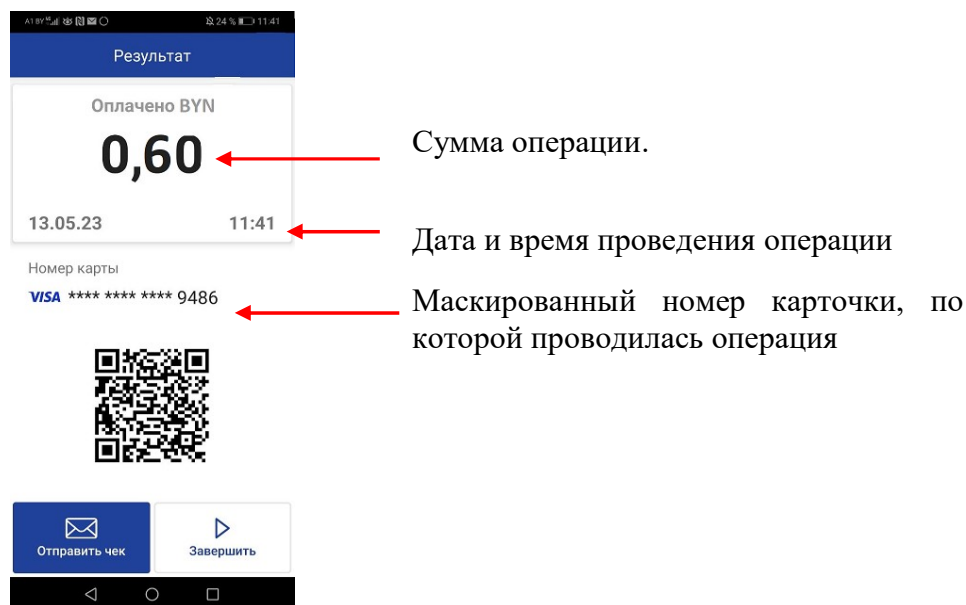 A1 BY 24 % 11:41
Результат
Оплачено BYN
0,60
13.05.23 11:41
Номер карты
VISA **** **** **** 9486
Отправить чек
Завершить
Сумма операции.
Дата и время проведения операции
Маскированный номер карточки, по
которой проводилась операция